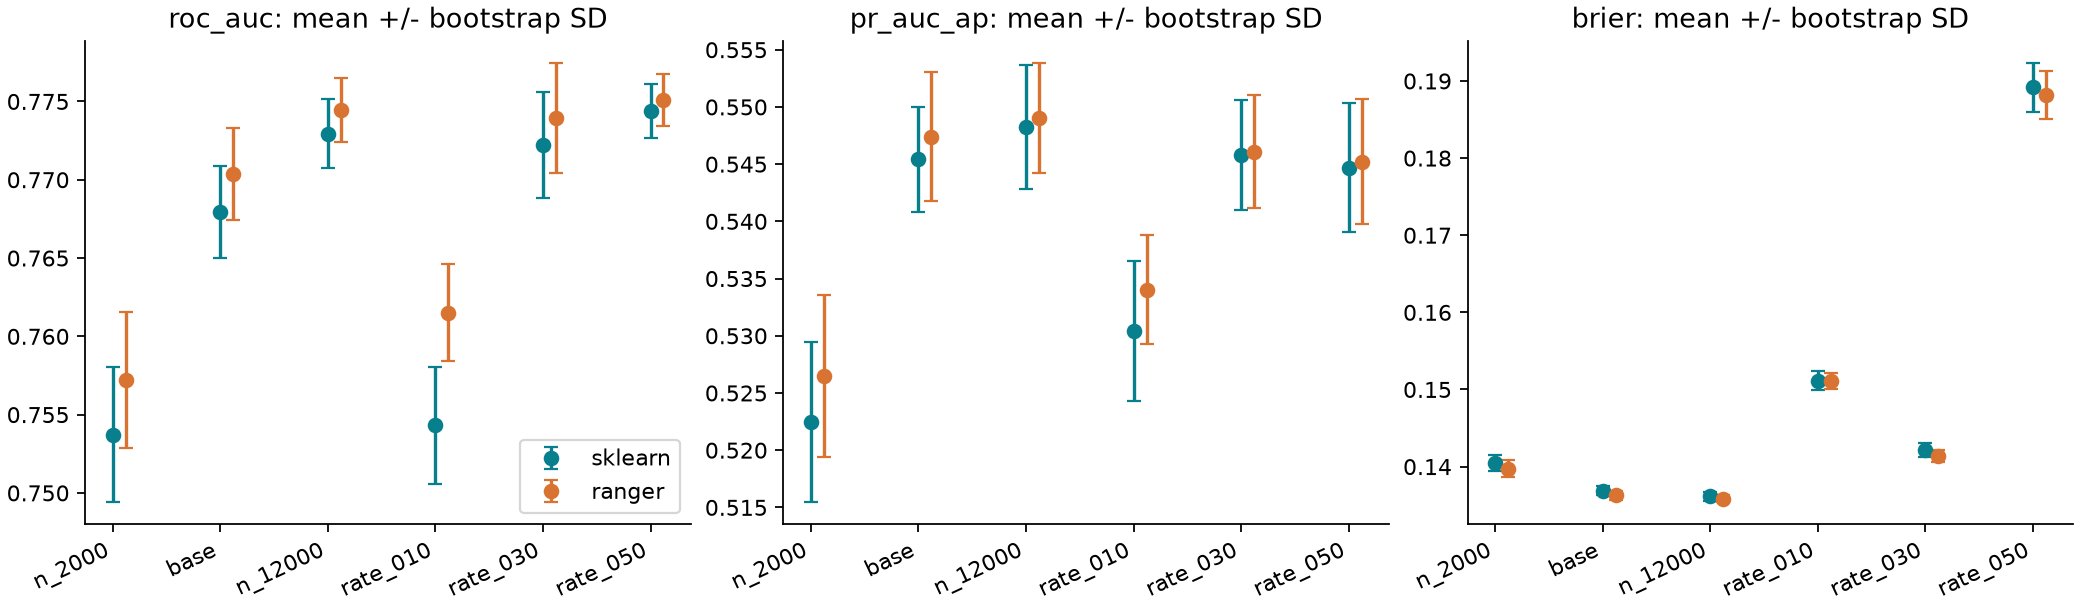 roc_auc: mean +/- bootstrap SD
0.775
0.770
0.765
0.760
0.755
0.750
sklearn
ranger
n_2000
base
n_12000
rate_010
rate_030
rate_050
pr_auc_ap: mean +/- bootstrap SD
0.555
0.550
0.545
0.540
0.535
0.530
0.525
0.520
0.515
n_2000
base
n_12000
rate_010
rate_030
rate_050
brier: mean +/- bootstrap SD
0.19
0.18
0.17
0.16
0.15
0.14
n_2000
base
n_12000
rate_010
rate_030
rate_050